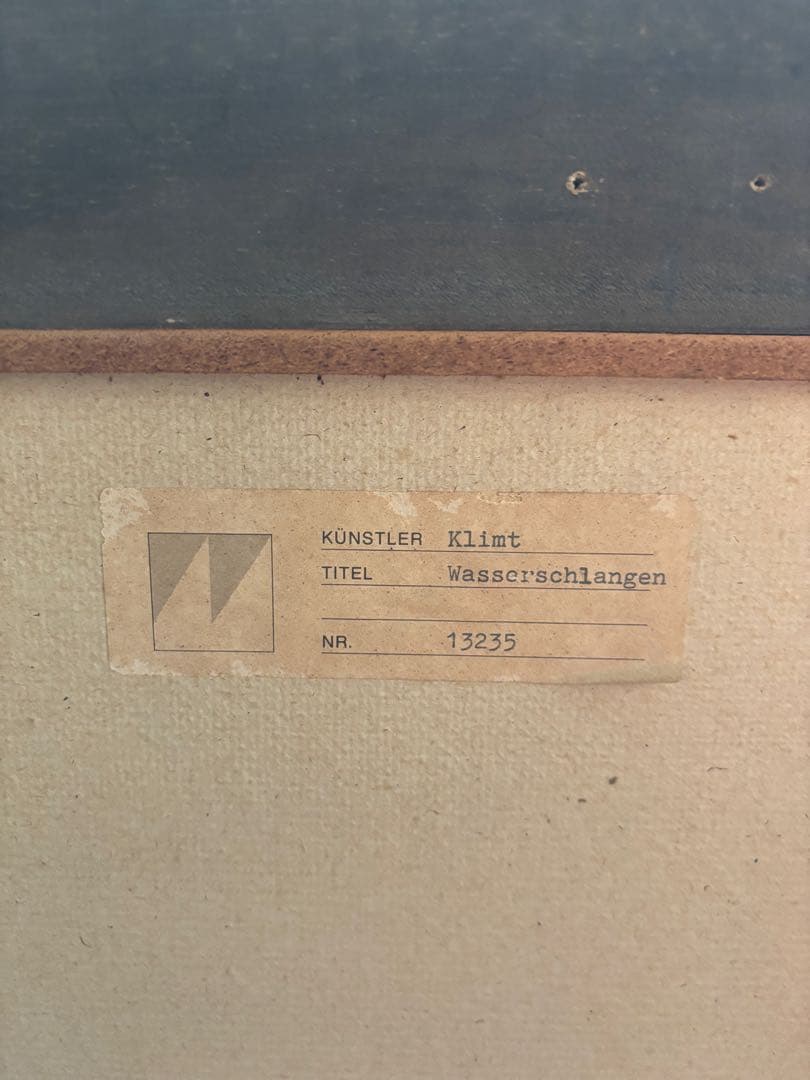 KÜNSTLER Klimt
TITEL Wasserschlangen
NR. 13235